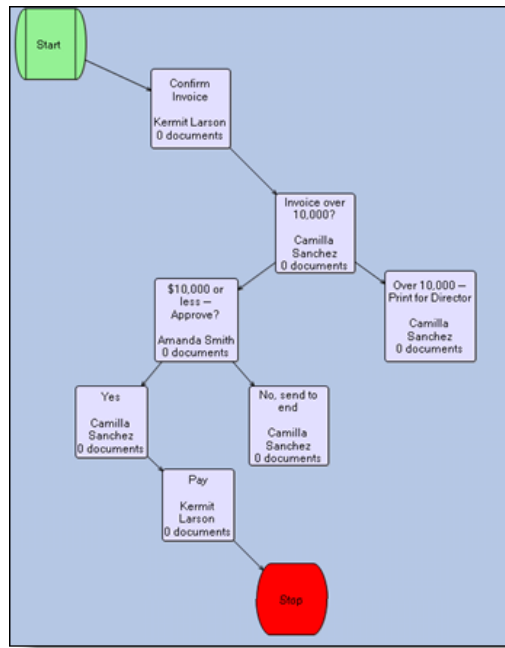 Start
Confirm
Invoice
Kermit Larson
0 documents
Invoice over
10,000?
Camilla
Sanchez
0 documents
$10,000 or
less –
Approve?
Amanda Smith
0 documents
Over 10,000 –
Print for Director
Camilla
Sanchez
0 documents
Yes
Camilla
Sanchez
0 documents
No, send to
end
Camilla
Sanchez
0 documents
Pay
Kermit
Larson
0 documents
Stop